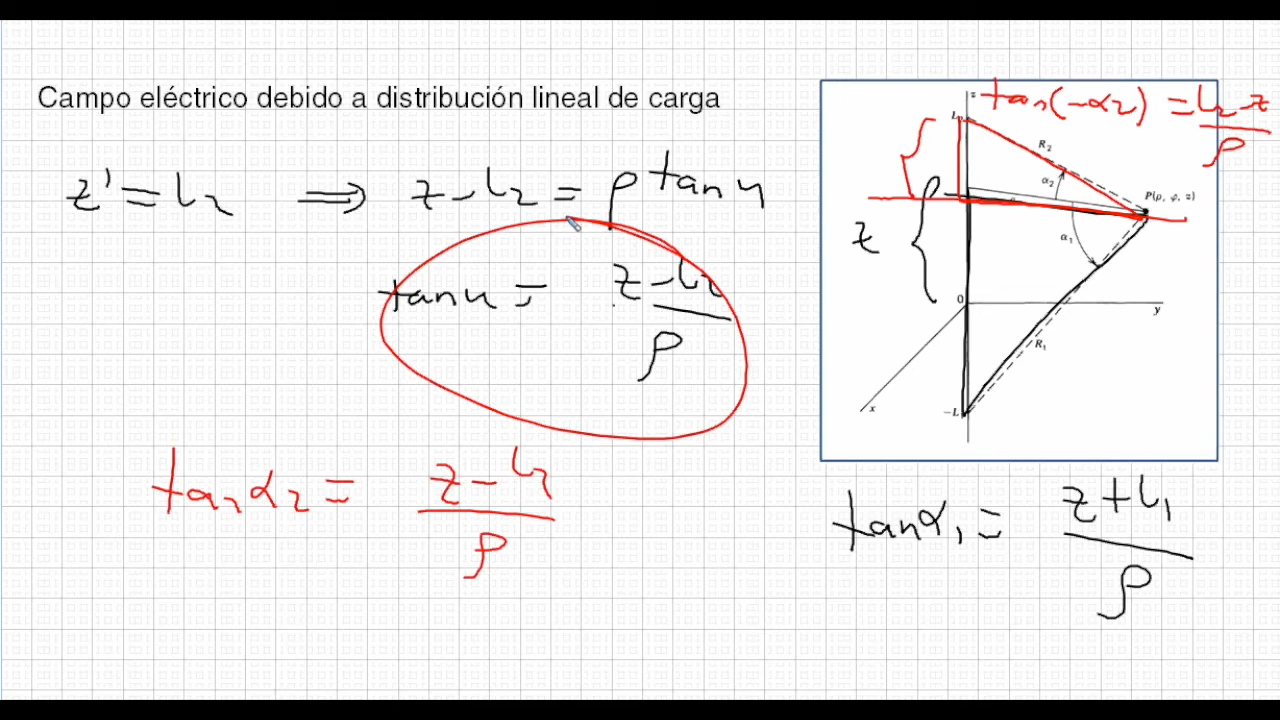 Campo eléctrico debido a distribución lineal de carga
z' = L2 ⟹ z - L2 = ρ tan u
tan u = (z - L2) / ρ
tan α2 = (z - L2) / ρ
tan(-α2) = (L2 - z) / ρ
z
L2
R2
α2
P(ρ, φ, z)
ρ
z
α1
0
y
R1
x
-L
tan α1 = (z + L1) / ρ